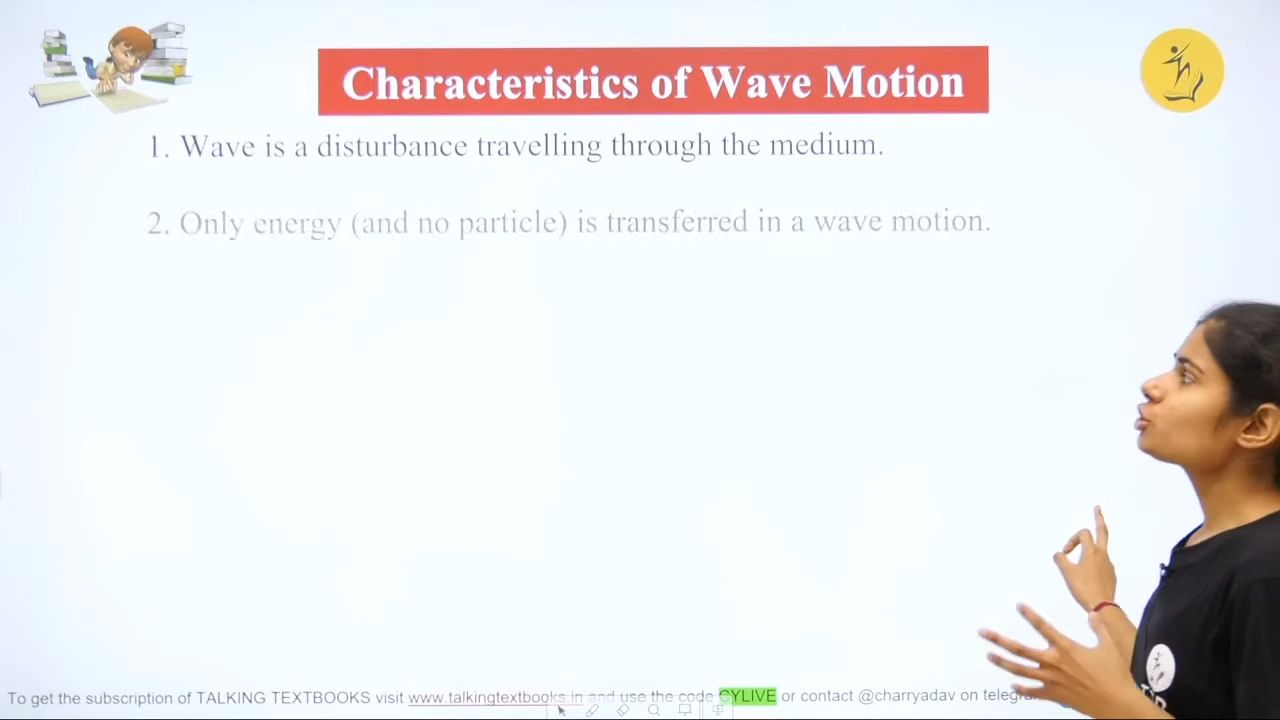 Characteristics of Wave Motion
1. Wave is a disturbance travelling through the medium.
2. Only energy (and no particle) is transferred in a wave motion.
To get the subscription of TALKING TEXTBOOKS visit www.talkingtextbooks.in and use the code CYLIVE or contact @charryadav on